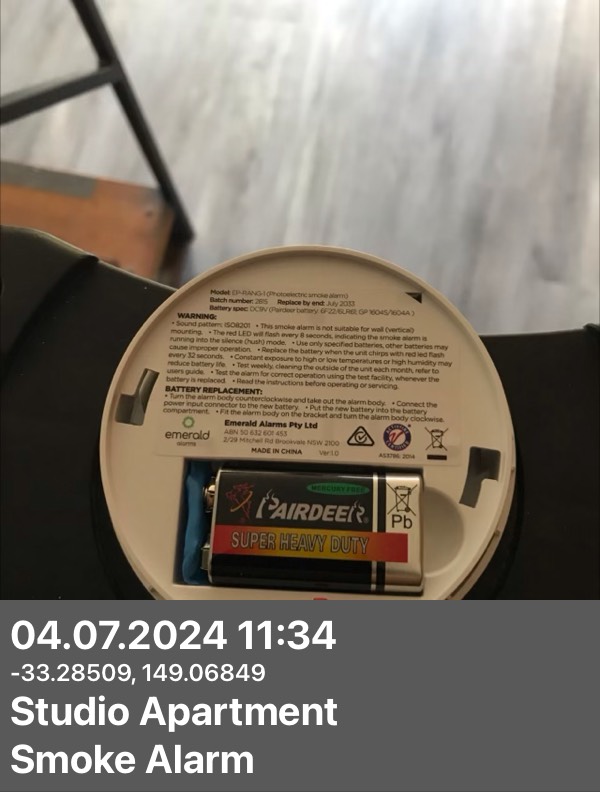 Model: EP-RANG-1 (Photoelectric smoke alarm)
Batch number: 2815 Replace by end: July 2033
Battery spec: DC9V (Pairdeer battery: 6F22/6LR61, GP 1604S/1604A.)
WARNING:
• Sound pattern: ISO8201 • This smoke alarm is not suitable for wall (vertical)
mounting. • The red LED will flash every 8 seconds, indicating the smoke alarm is
running into the silence (hush) mode. • Use only specified batteries, other batteries may
cause improper operation. • Replace the battery when the unit chirps with red led flash
every 32 seconds. • Constant exposure to high or low temperatures or high humidity may
reduce battery life. • Test weekly, cleaning the outside of the unit each month, refer to
users guide. • Test the alarm for correct operation using the test facility, whenever the
battery is replaced. • Read the instructions before operating or servicing.
BATTERY REPLACEMENT:
• Turn the alarm body counterclockwise and take out the alarm body. • Connect the
power input connector to the new battery. • Put the new battery into the battery
compartment. • Fit the alarm body on the bracket and turn the alarm body clockwise.
emerald
alarms
Emerald Alarms Pty Ltd
ABN 50 632 601 453
2/29 Mitchell Rd Brookvale NSW 2100
MADE IN CHINA Ver:1.0
AS3786: 2014
MERCURY FREE
PAIRDEER®
SUPER HEAVY DUTY
Pb
04.07.2024 11:34
-33.28509, 149.06849
Studio Apartment
Smoke Alarm